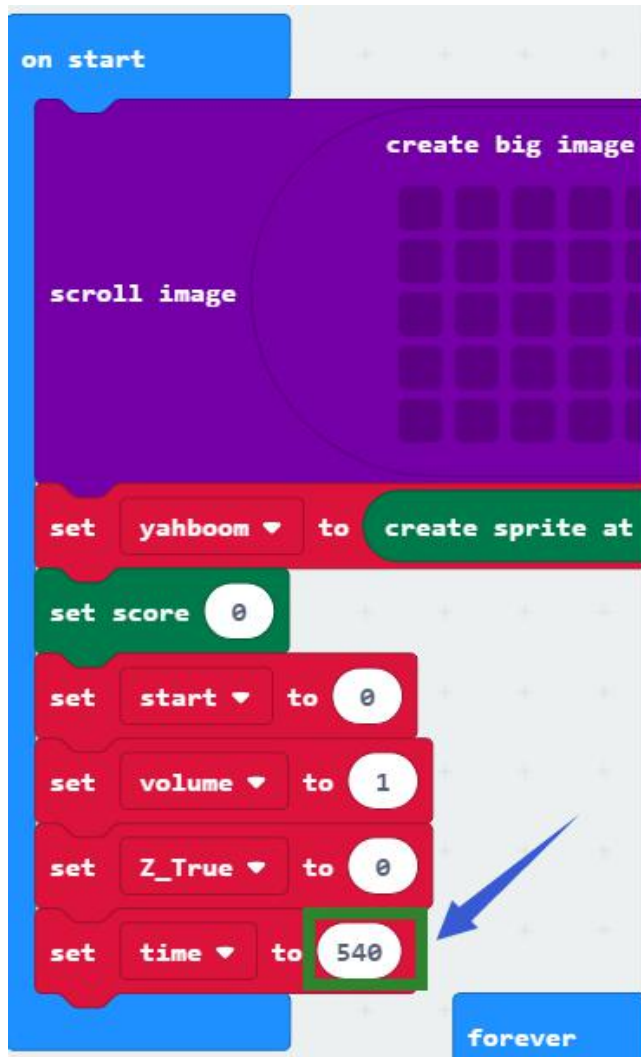 on start
create big image
scroll image
set yahboom to create sprite at
set score 0
set start to 0
set volume to 1
set Z_True to 0
set time to 540
forever